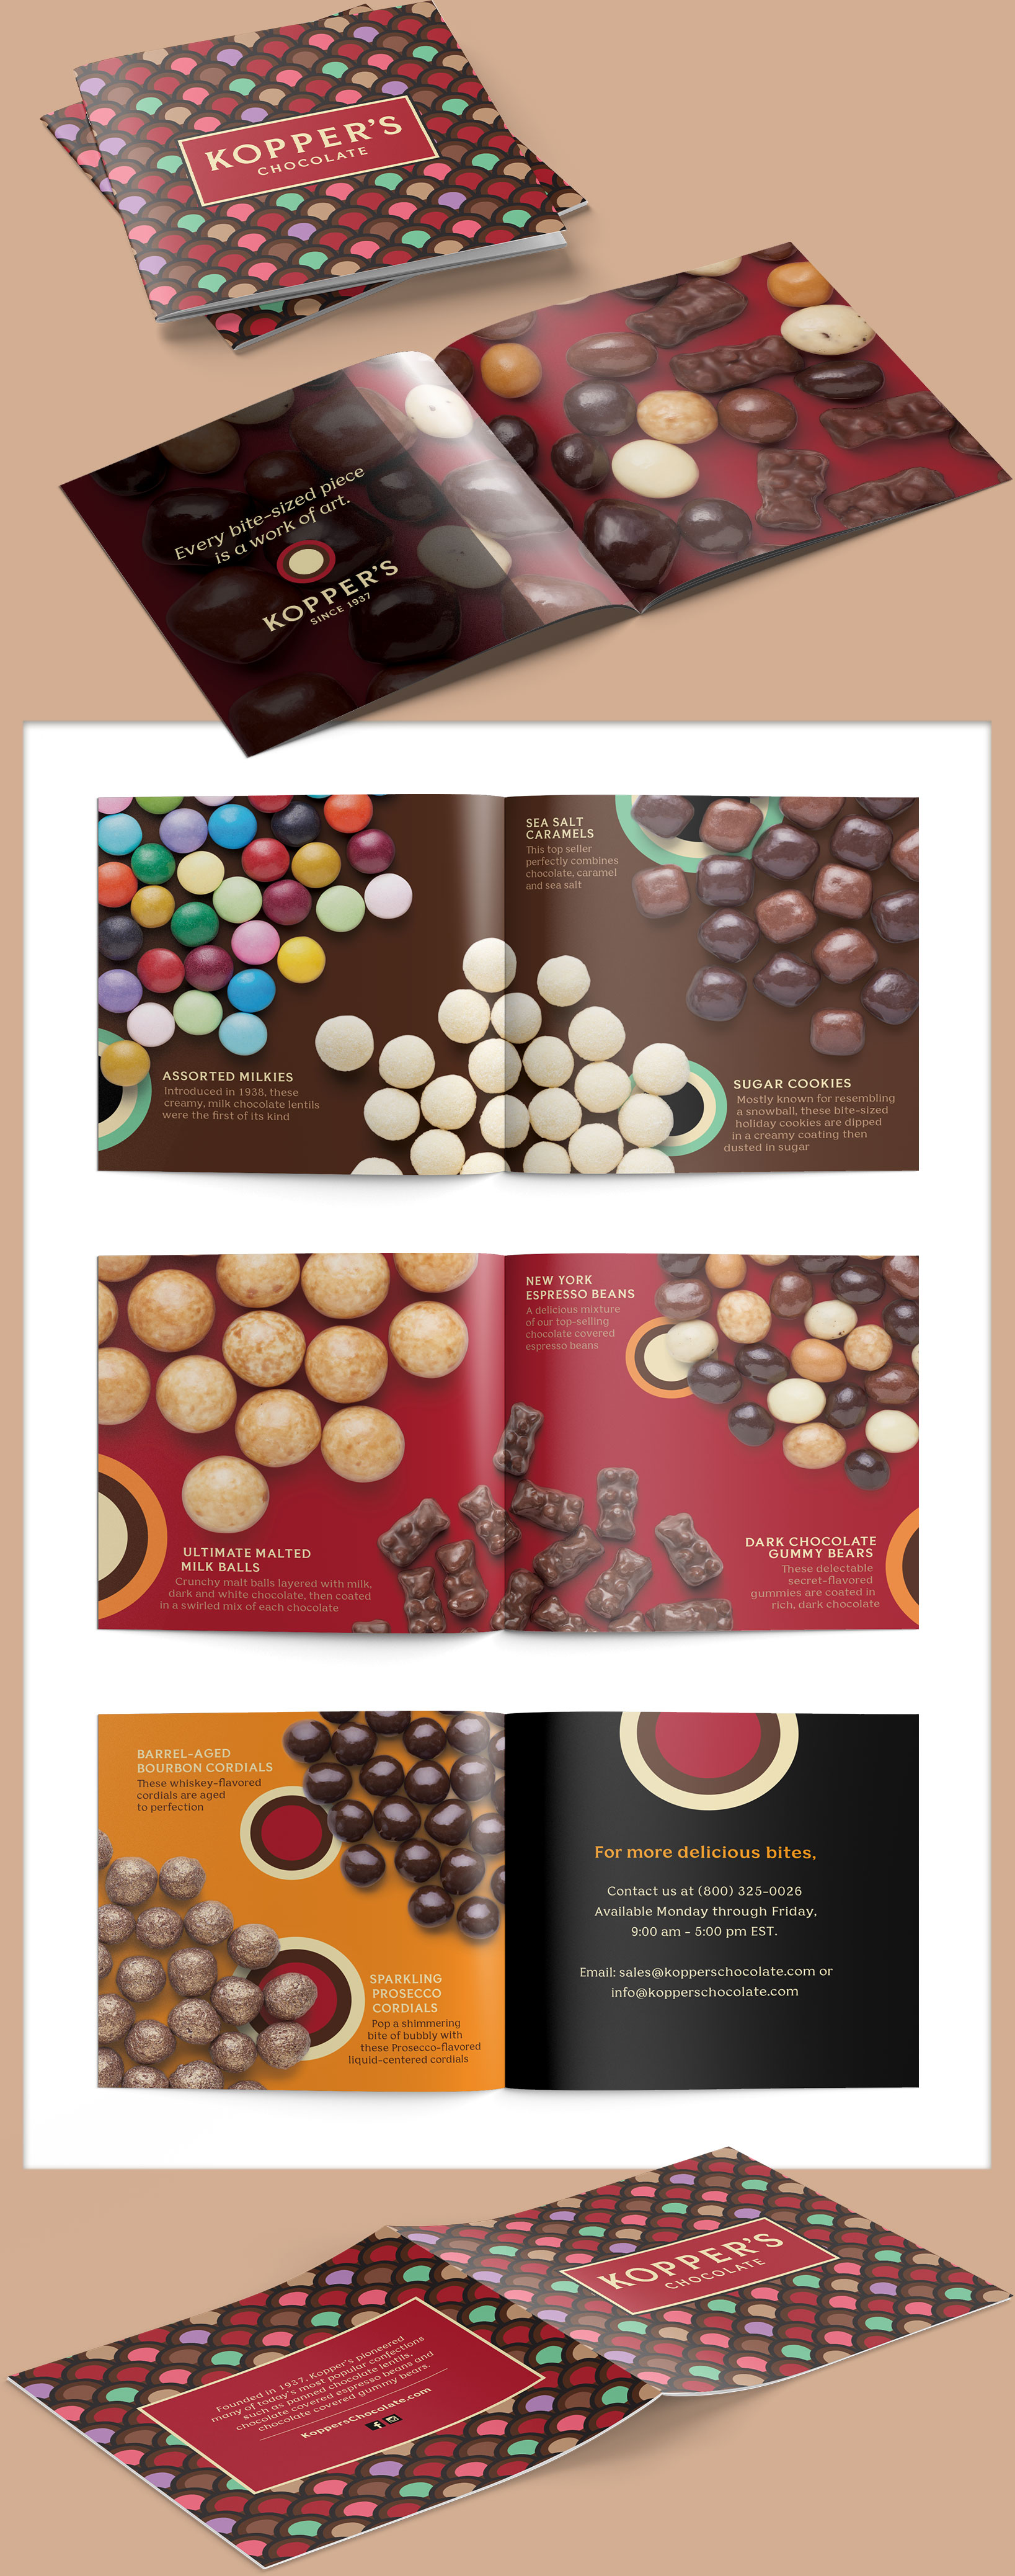 KOPPER'S
CHOCOLATE
Every bite-sized piece
is a work of art.
KOPPER'S
SINCE 1937
SEA SALT
CARAMELS
This top seller
perfectly combines
chocolate, caramel
and sea salt
ASSORTED MILKIES
Introduced in 1938, these
creamy, milk chocolate lentils
were the first of its kind
SUGAR COOKIES
Mostly known for resembling
a snowball, these bite-sized
holiday cookies are dipped
in a creamy coating then
dusted in sugar
NEW YORK
ESPRESSO BEANS
A delicious mixture
of our top-selling
chocolate covered
espresso beans
ULTIMATE MALTED
MILK BALLS
Crunchy malt balls layered with milk,
dark and white chocolate, then coated
in a swirled mix of each chocolate
DARK CHOCOLATE
GUMMY BEARS
These delectable
secret-flavored
gummies are coated in
rich, dark chocolate
BARREL-AGED
BOURBON CORDIALS
These whiskey-flavored
cordials are aged
to perfection
SPARKLING
PROSECCO
CORDIALS
Pop a shimmering
bite of bubbly with
these Prosecco-flavored
liquid-centered cordials
For more delicious bites,
Contact us at (800) 325-0026
Available Monday through Friday,
9:00 am - 5:00 pm EST.
Email: sales@kopperschocolate.com or
info@kopperschocolate.com
KOPPER'S
CHOCOLATE
Founded in 1937, Kopper's pioneered
many of today's most popular confections
such as panned chocolate lentils,
chocolate covered espresso beans and
chocolate covered gummy bears.
KoppersChocolate.com